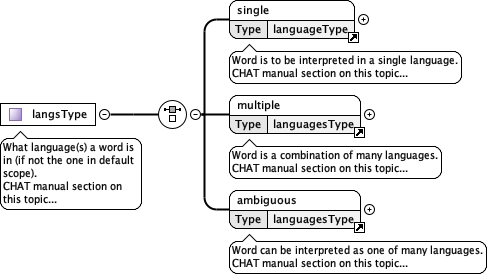 single
Type languageType
Word is to be interpreted in a single language.
CHAT manual section on this topic...
multiple
Type languagesType
Word is a combination of many languages.
CHAT manual section on this topic...
langsType
What language(s) a word is
in (if not the one in default
scope).
CHAT manual section on
this topic...
ambiguous
Type languagesType
Word can be interpreted as one of many languages.
CHAT manual section on this topic...